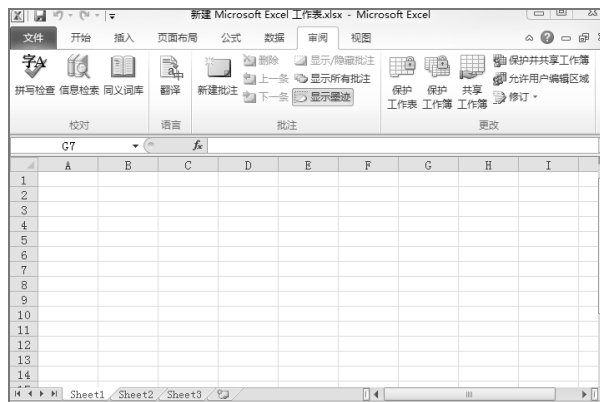 新建 Microsoft Excel 工作表.xlsx - Microsoft Excel
文件 开始 插入 页面布局 公式 数据 审阅 视图
字A 删除 显示/隐藏批注 保护并共享工作簿
上一条 显示所有批注 允许用户编辑区域
拼写检查 信息检索 同义词库 翻译 新建批注 下一条 显示墨迹 保护工作表 保护工作簿 共享工作簿 修订
校对 语言 批注 更改
G7 fx
A B C D E F G H I
1
2
3
4
5
6
7
8
9
10
11
12
13
14
Sheet1 Sheet2 Sheet3